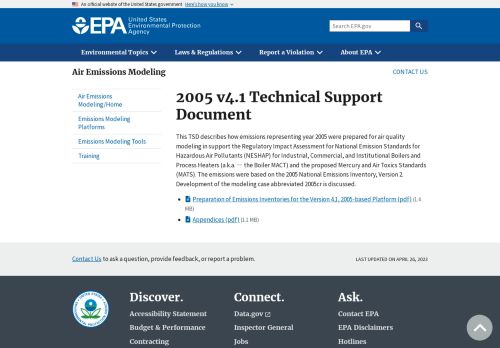 An official website of the United States government Here's how you know
EPA United States
Environmental Protection
Agency
Search EPA.gov
Environmental Topics Laws & Regulations Report a Violation About EPA
Air Emissions Modeling
CONTACT US
Air Emissions
Modeling/Home
Emissions Modeling
Platforms
Emissions Modeling Tools
Training
2005 v4.1 Technical Support
Document
This TSD describes how emissions representing year 2005 were prepared for air quality
modeling in support the Regulatory Impact Assessment for National Emission Standards for
Hazardous Air Pollutants (NESHAP) for Industrial, Commercial, and Institutional Boilers and
Process Heaters (a.k.a. — the Boiler MACT) and the proposed Mercury and Air Toxics Standards
(MATS). The emissions were based on the 2005 National Emissions Inventory, Version 2.
Development of the modeling case abbreviated 2005cr is discussed.
Preparation of Emissions Inventories for the Version 4.1, 2005-based Platform (pdf) (1.4
MB)
Appendices (pdf) (1.1 MB)
Contact Us to ask a question, provide feedback, or report a problem.
LAST UPDATED ON APRIL 26, 2023
Discover.
Accessibility Statement
Budget & Performance
Contracting
Connect.
Data.gov
Inspector General
Jobs
Ask.
Contact EPA
EPA Disclaimers
Hotlines